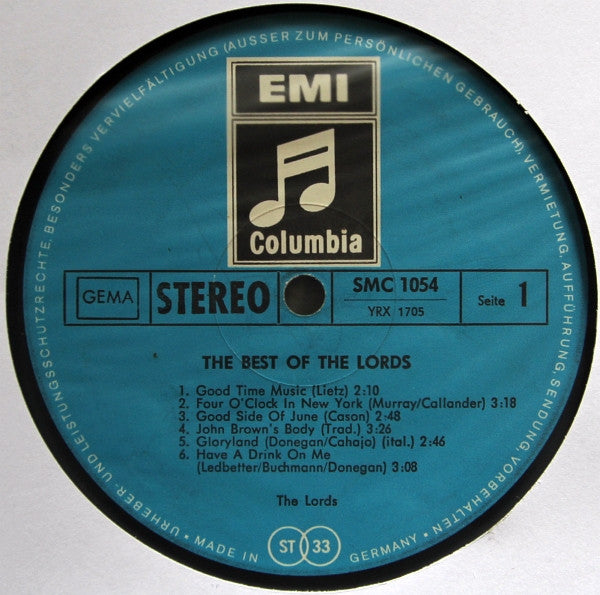 URHEBER- UND LEISTUNGSSCHUTZRECHTE, BESONDERS VERVIELFÄLTIGUNG (AUSSER ZUM PERSÖNLICHEN GEBRAUCH), VERMIETUNG, AUFFÜHRUNG, SENDUNG VORBEHALTEN
EMI
Columbia
GEMA
STEREO
SMC 1054
YRX 1705
Seite 1
THE BEST OF THE LORDS
1. Good Time Music (Lietz) 2:10
2. Four O'Clock In New York (Murray/Callander) 3:18
3. Good Side Of June (Cason) 2:48
4. John Brown's Body (Trad.) 3:26
5. Gloryland (Donegan/Cahajo) (ital.) 2:46
6. Have A Drink On Me
(Ledbetter/Buchmann/Donegan) 3:08
The Lords
• MADE IN GERMANY •
ST 33